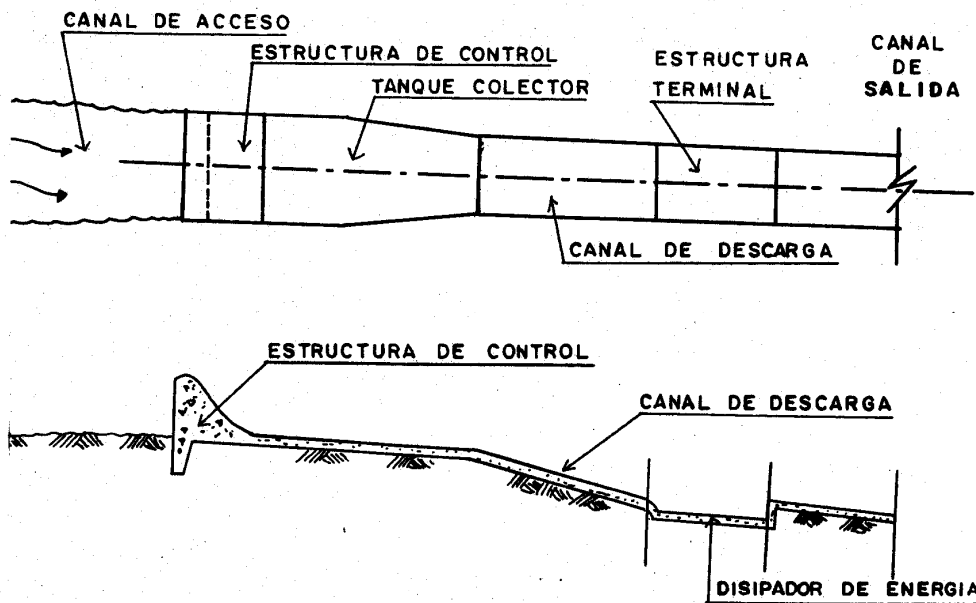 CANAL DE ACCESO
ESTRUCTURA DE CONTROL
TANQUE COLECTOR
ESTRUCTURA
TERMINAL
CANAL
DE
SALIDA
CANAL DE DESCARGA
ESTRUCTURA DE CONTROL
CANAL DE DESCARGA
DISIPADOR DE ENERGIA